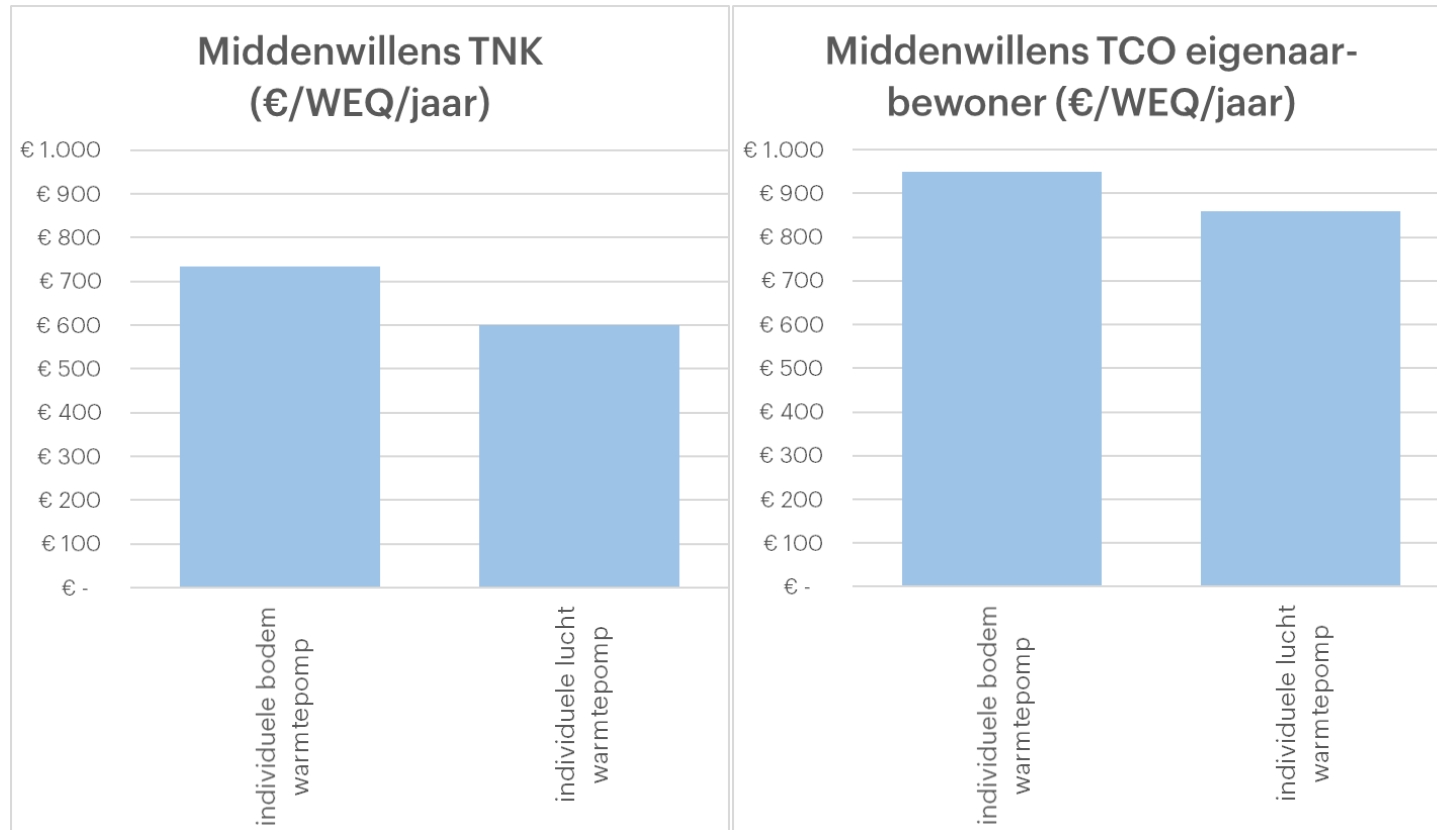 Middenwillens TNK
(€/WEQ/jaar)
€ 1.000
€ 900
€ 800
€ 700
€ 600
€ 500
€ 400
€ 300
€ 200
€ 100
€ -
individuele bodem
warmtepomp
individuele lucht
warmtepomp
Middenwillens TCO eigenaar-
bewoner (€/WEQ/jaar)
€ 1.000
€ 900
€ 800
€ 700
€ 600
€ 500
€ 400
€ 300
€ 200
€ 100
€ -
individuele bodem
warmtepomp
individuele lucht
warmtepomp